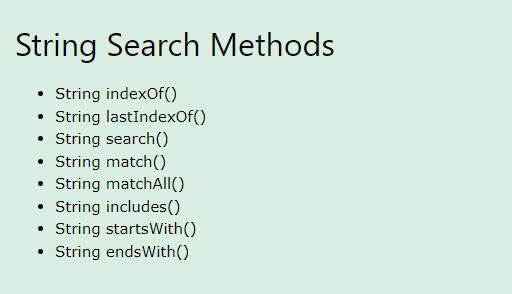 String Search Methods
• String indexOf()
• String lastIndexOf()
• String search()
• String match()
• String matchAll()
• String includes()
• String startsWith()
• String endsWith()